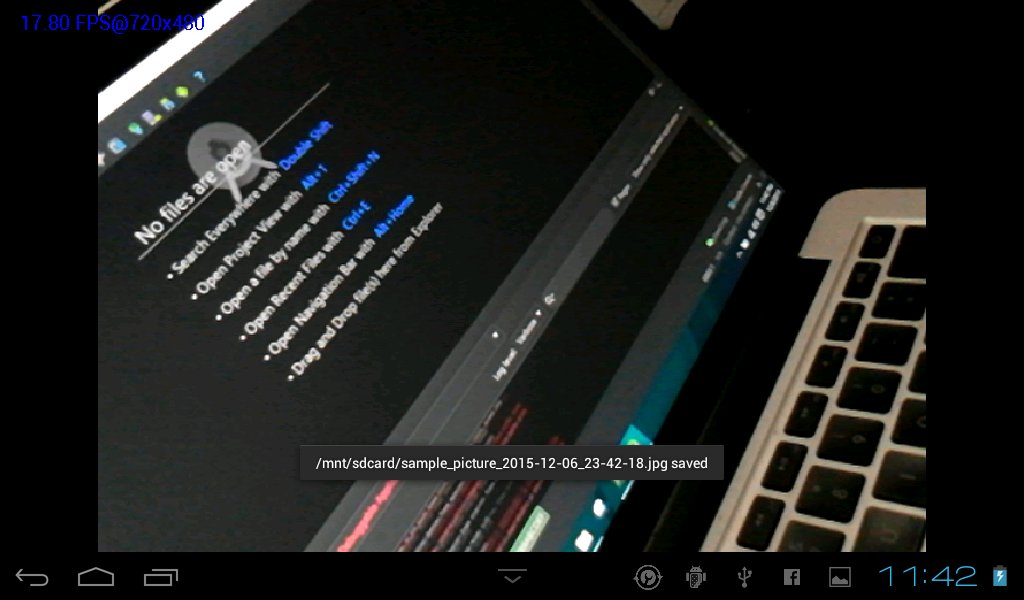 17.80 FPS@720x480
No files are open
• Search Everywhere with Double Shift
• Open Project View with Alt+1
• Open a file by name with Ctrl+Shift+N
• Open Recent Files with Ctrl+E
• Open Navigation Bar with Alt+Home
• Drag and Drop file(s) here from Explorer
Log level:
/mnt/sdcard/sample_picture_2015-12-06_23-42-18.jpg saved
11:42